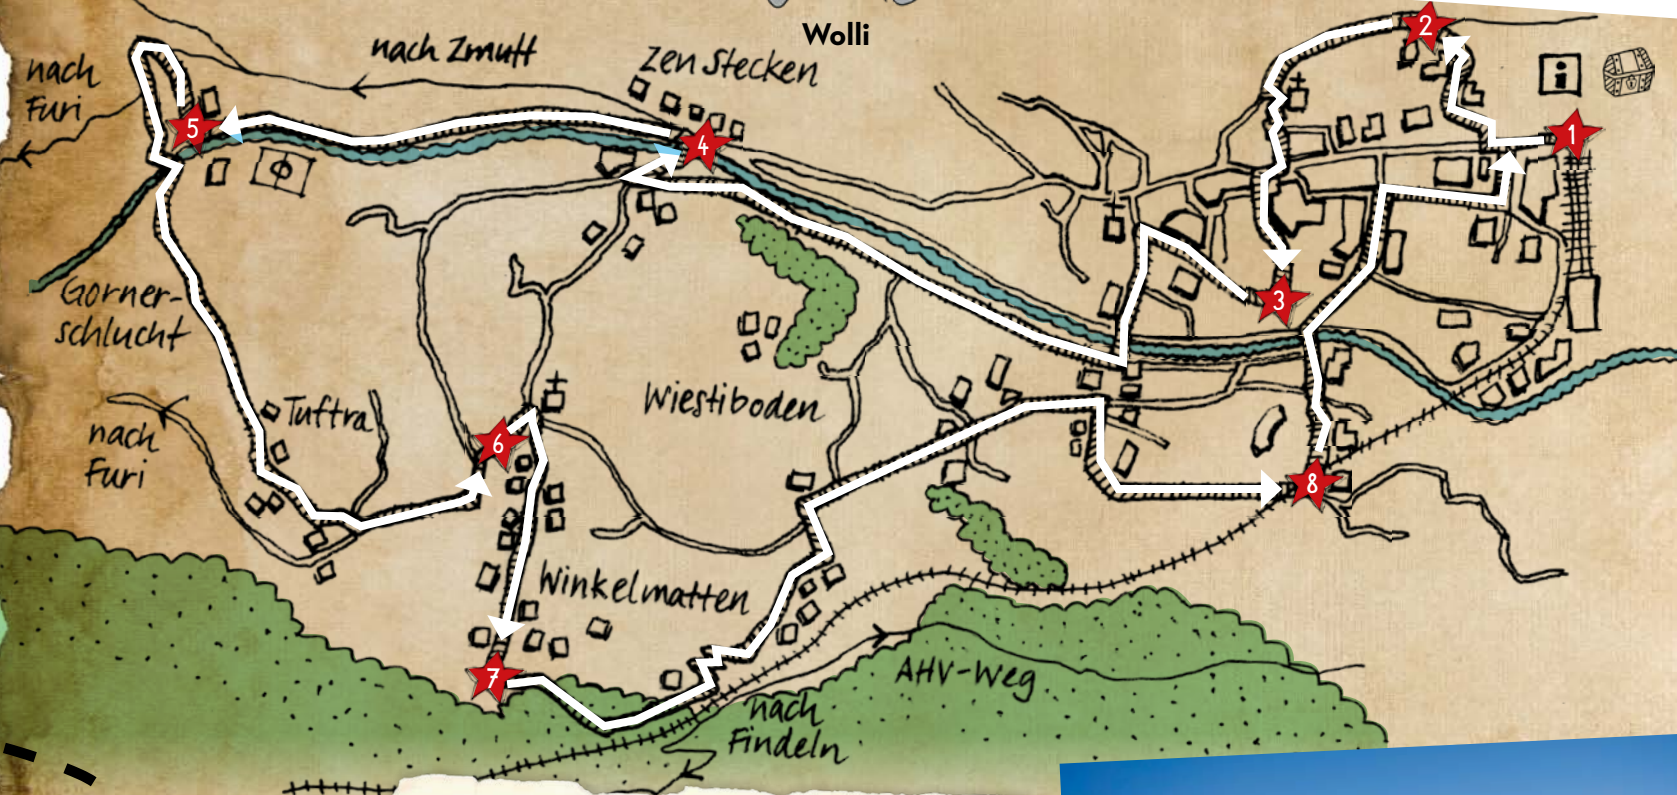 Wolli
nach Zmutt
Zen Stecken
nach
Furi
2
i
1
5
4
3
Gorner-
schlucht
Tuftra
nach
Furi
Wiestiboden
6
8
Winkelmatten
7
AHV-Weg
nach
Findeln